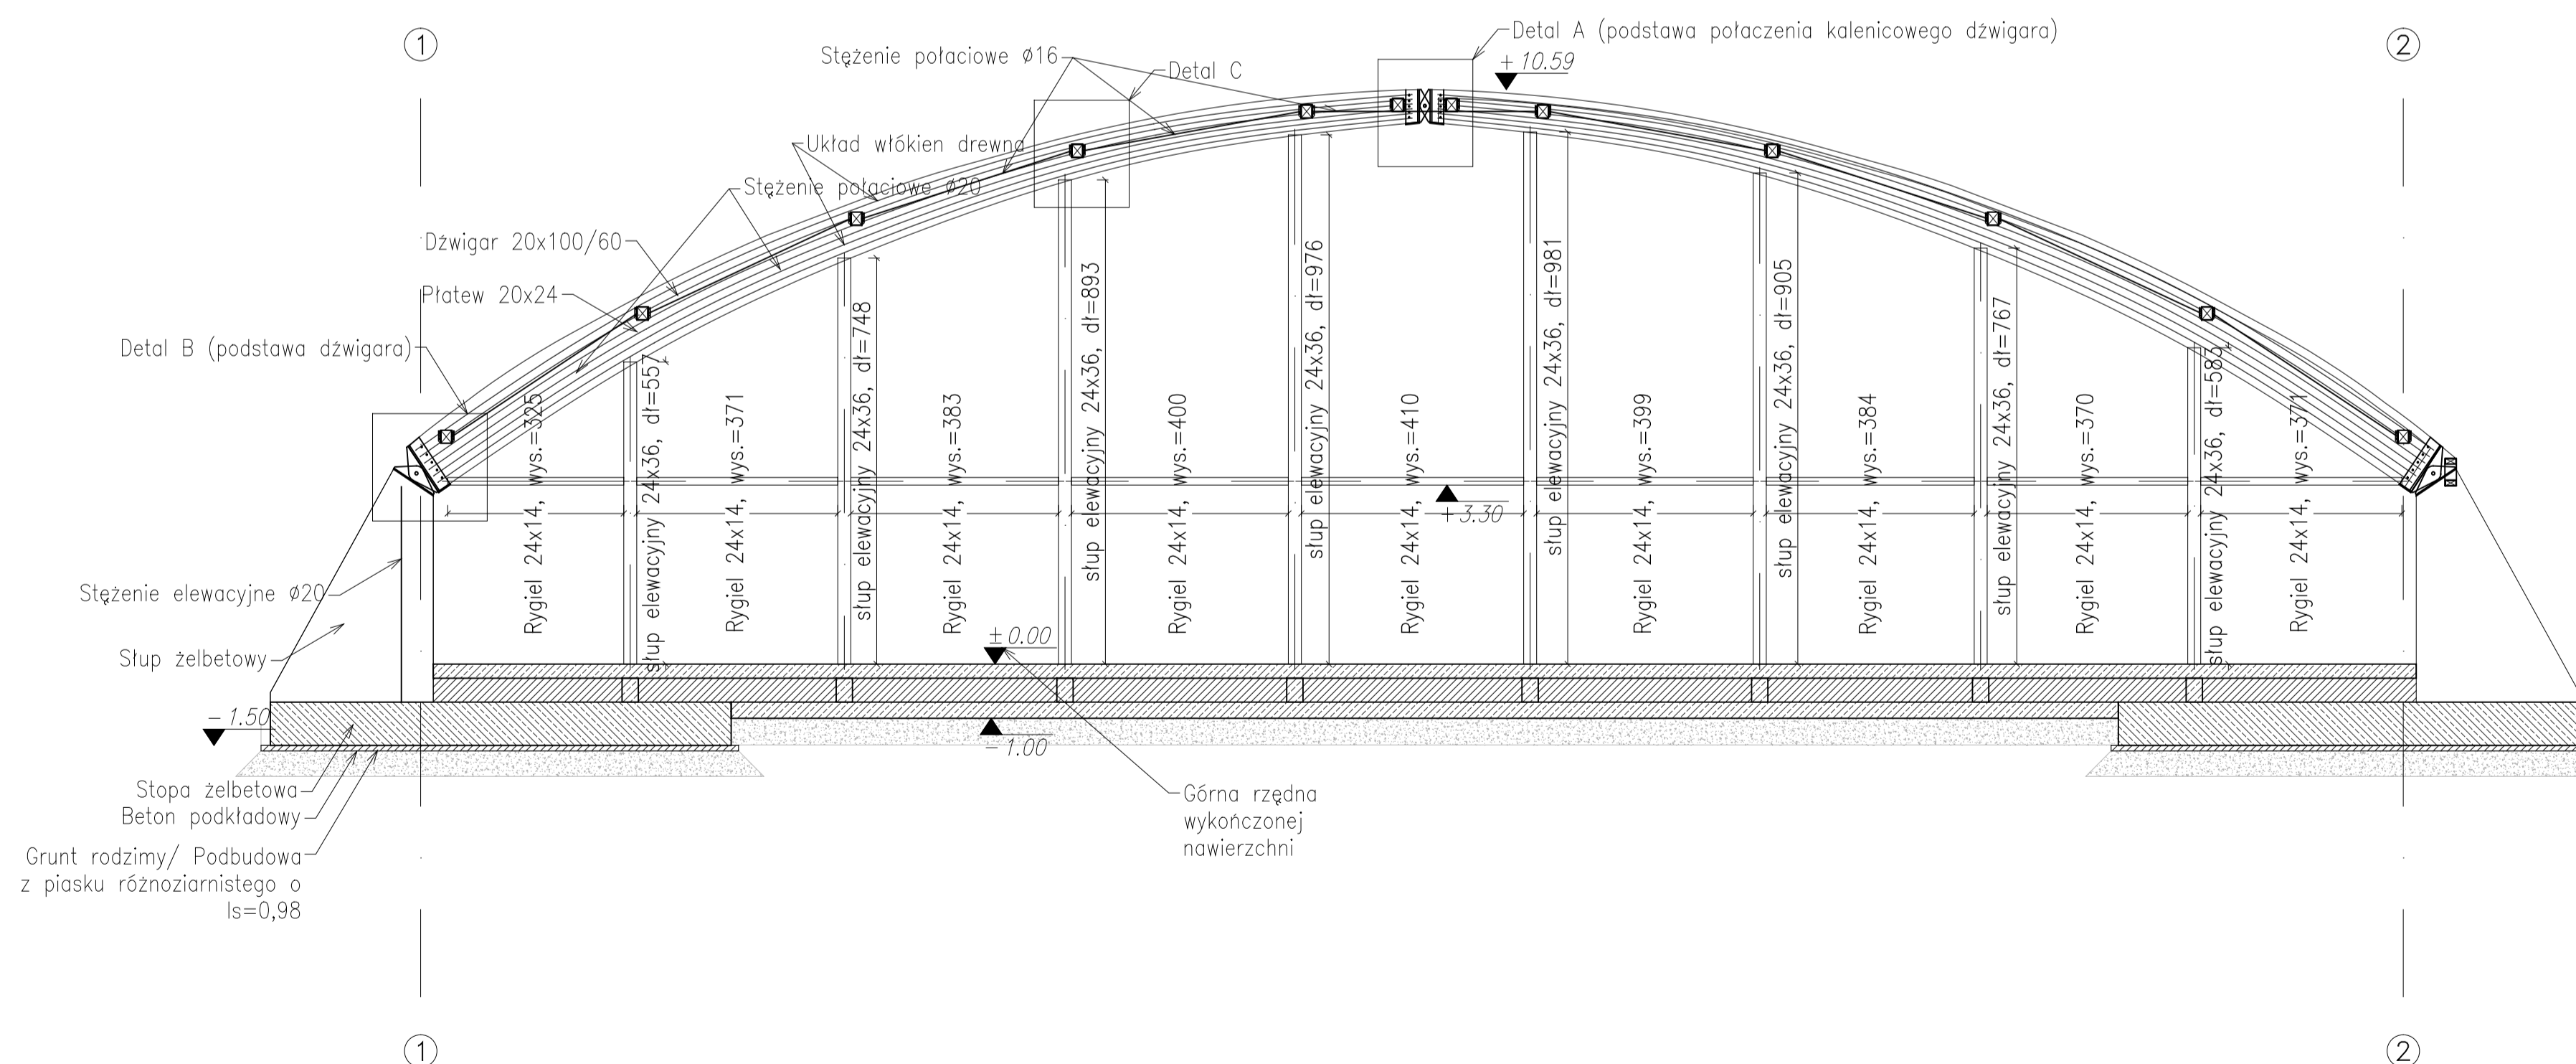 1
2
Detal A (podstawa połaczenia kalenicowego dźwigara)
Stężenie połaciowe ø16
+10.59
Detal C
Układ włókien drewna
Stężenie połaciowe ø20
Dźwigar 20x100/60
Płatew 20x24
Detal B (podstawa dźwigara)
Rygiel 24x14, wys.=325
słup elewacyjny 24x36, dł=557
Rygiel 24x14, wys.=371
słup elewacyjny 24x36, dł=748
Rygiel 24x14, wys.=383
słup elewacyjny 24x36, dł=893
Rygiel 24x14, wys.=400
słup elewacyjny 24x36, dł=976
Rygiel 24x14, wys.=410
słup elewacyjny 24x36, dł=981
Rygiel 24x14, wys.=399
słup elewacyjny 24x36, dł=905
Rygiel 24x14, wys.=384
słup elewacyjny 24x36, dł=767
Rygiel 24x14, wys.=370
słup elewacyjny 24x36, dł=583
Rygiel 24x14, wys.=371
+3.30
Stężenie elewacyjne ø20
±0.00
Słup żelbetowy
-1.50
-1.00
Stopa żelbetowa
Beton podkładowy
Grunt rodzimy/ Podbudowa
z piasku różnoziarnistego o
Is=0,98
Górna rzędna
wykończonej
nawierzchni
1
2